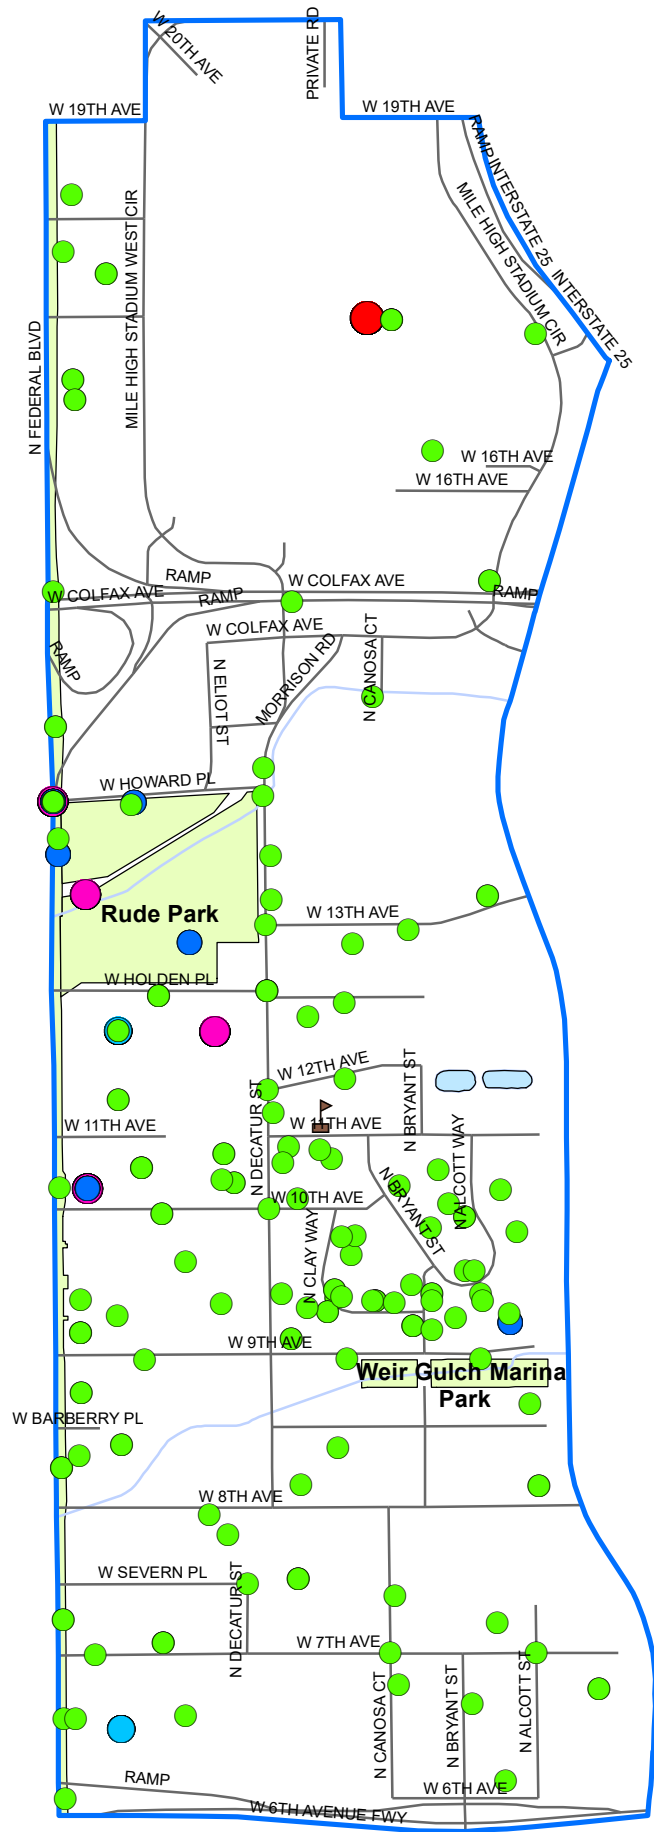 W 20TH AVE
PRIVATE RD
W 19TH AVE
W 19TH AVE
RAMP
INTERSTATE 25
INTERSTATE 25
MILE HIGH STADIUM WEST CIR
MILE HIGH STADIUM CIR
N FEDERAL BLVD
W 16TH AVE
W 16TH AVE
RAMP
W COLFAX AVE
W COLFAX AVE
RAMP
RAMP
W COLFAX AVE
RAMP
N ELIOT ST
MORRISON RD
N CANOSA CT
W HOWARD PL
Rude Park
W 13TH AVE
W HOLDEN PL
W 12TH AVE
N BRYANT ST
N DECATUR ST
W 11TH AVE
W 11TH AVE
N ALCOTT WAY
N BRYANT ST
W 10TH AVE
N CLAY WAY
W 9TH AVE
Weir Gulch Marina
Park
W BARBERRY PL
W 8TH AVE
W SEVERN PL
N DECATUR ST
W 7TH AVE
N CANOSA CT
N BRYANT ST
N ALCOTT ST
RAMP
W 6TH AVE
W 6TH AVENUE FWY